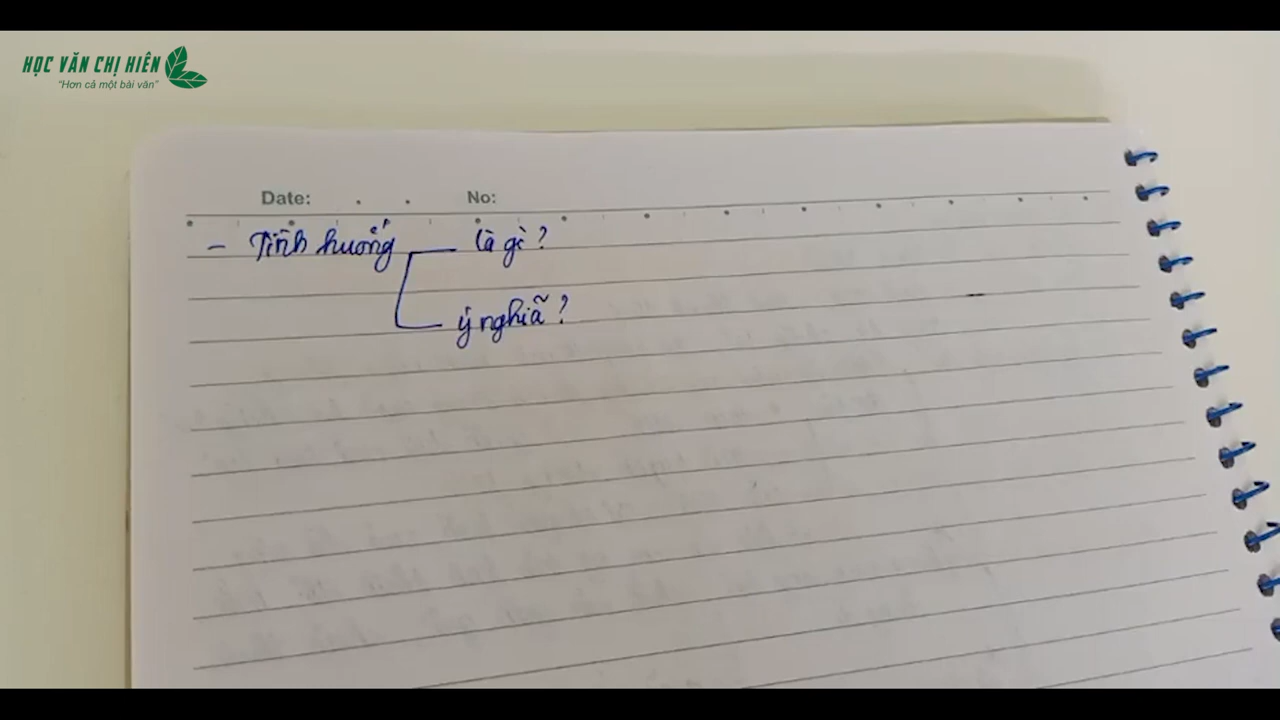 HỌC VĂN CHỊ HIÊN
"Hơn cả một bài văn"
Date: . . No:
- Tình huống là gì?
ý nghĩa?